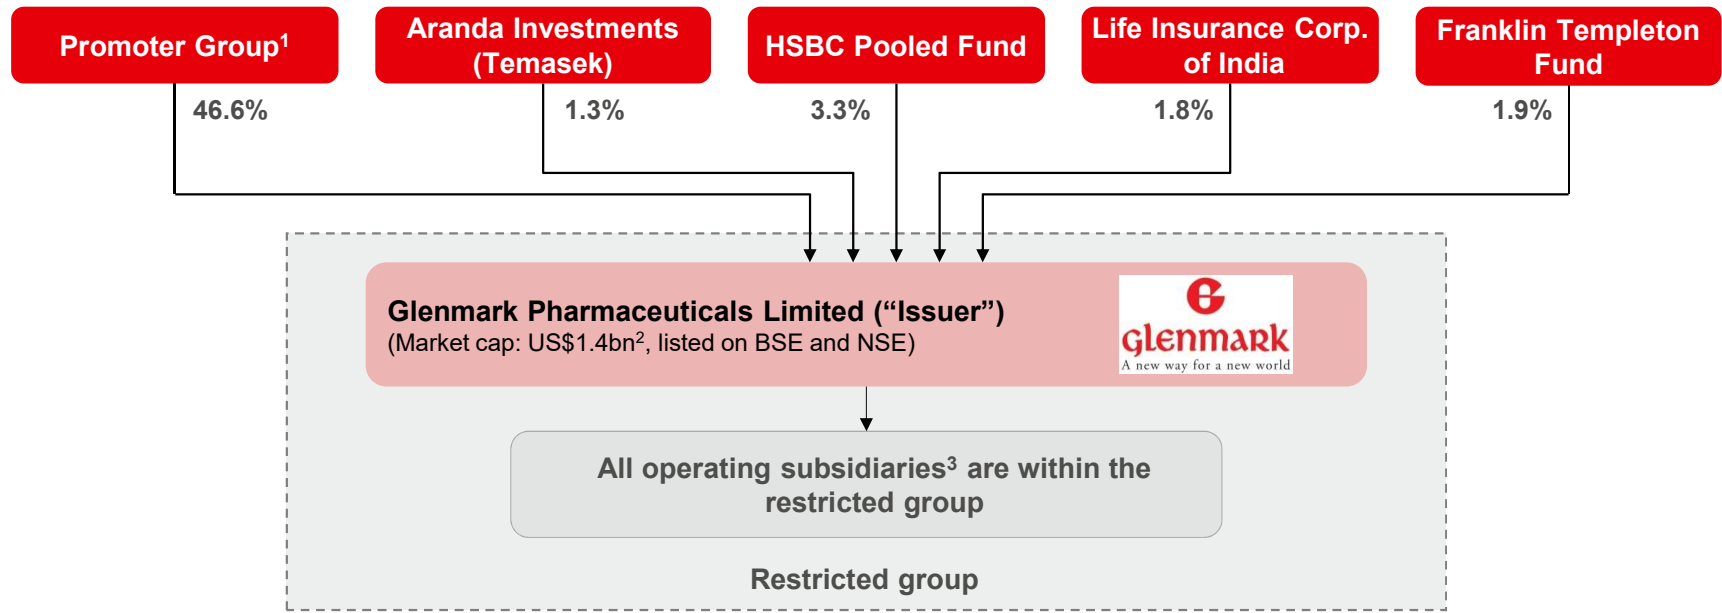 Promoter Group¹
Aranda Investments
(Temasek)
HSBC Pooled Fund
Life Insurance Corp.
of India
Franklin Templeton
Fund
46.6%
1.3%
3.3%
1.8%
1.9%
Glenmark Pharmaceuticals Limited (“Issuer”)
(Market cap: US$1.4bn², listed on BSE and NSE)
glenmark
A new way for a new world
All operating subsidiaries³ are within the
restricted group
Restricted group